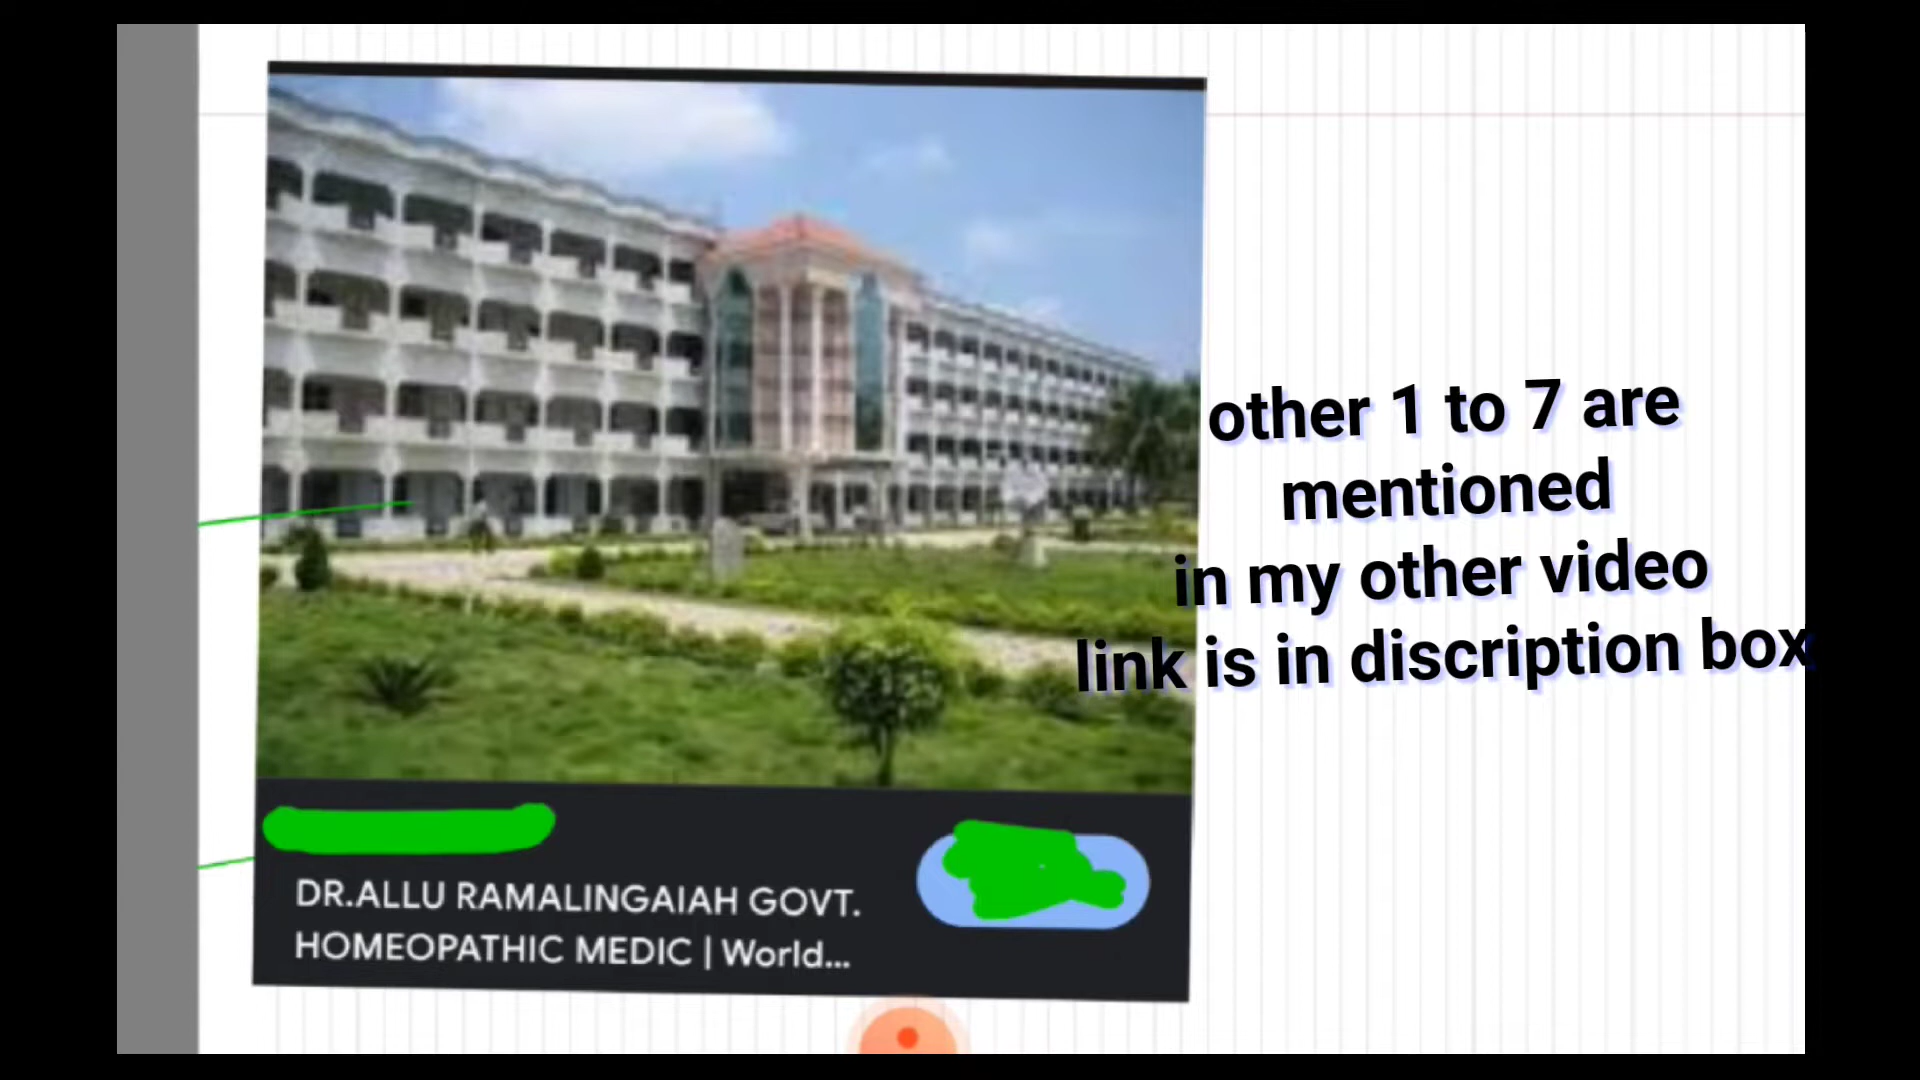 other 1 to 7 are
mentioned
in my other video
link is in discription box
DR.ALLU RAMALINGAIAH GOVT.
HOMEOPATHIC MEDIC | World...